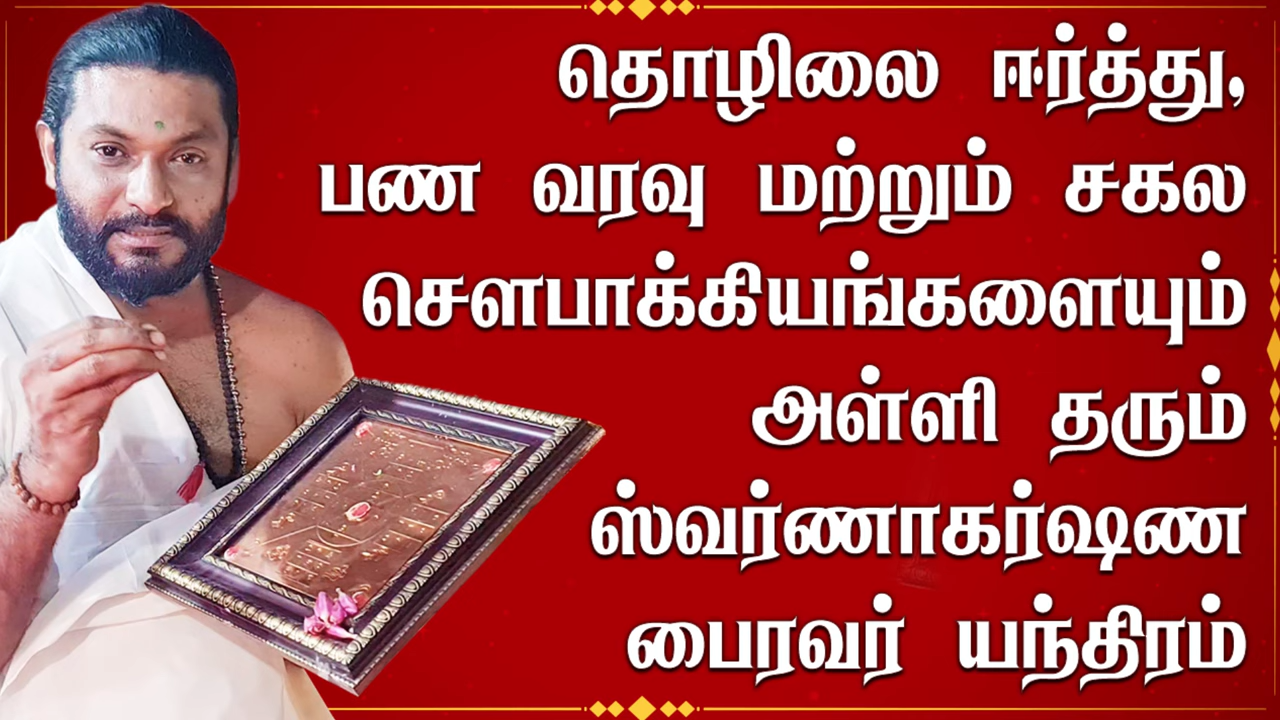 தொழிலை ஈர்த்து,
பண வரவு மற்றும் சகல
சௌபாக்கியங்களையும்
அள்ளி தரும்
ஸ்வர்ணாகர்ஷண
பைரவர் யந்திரம்